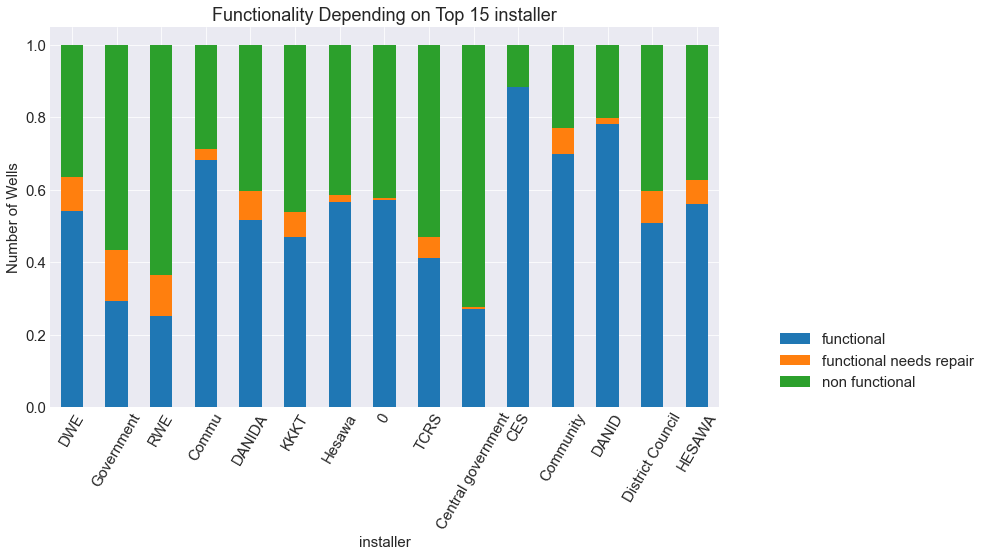 Functionality Depending on Top 15 installer
Number of Wells
1.0
0.8
0.6
0.4
0.2
0.0
DWE
Government
RWE
Commu
DANIDA
KKKT
Hesawa
0
TCRS
Central government
CES
Community
DANID
District Council
HESAWA
installer
functional
functional needs repair
non functional